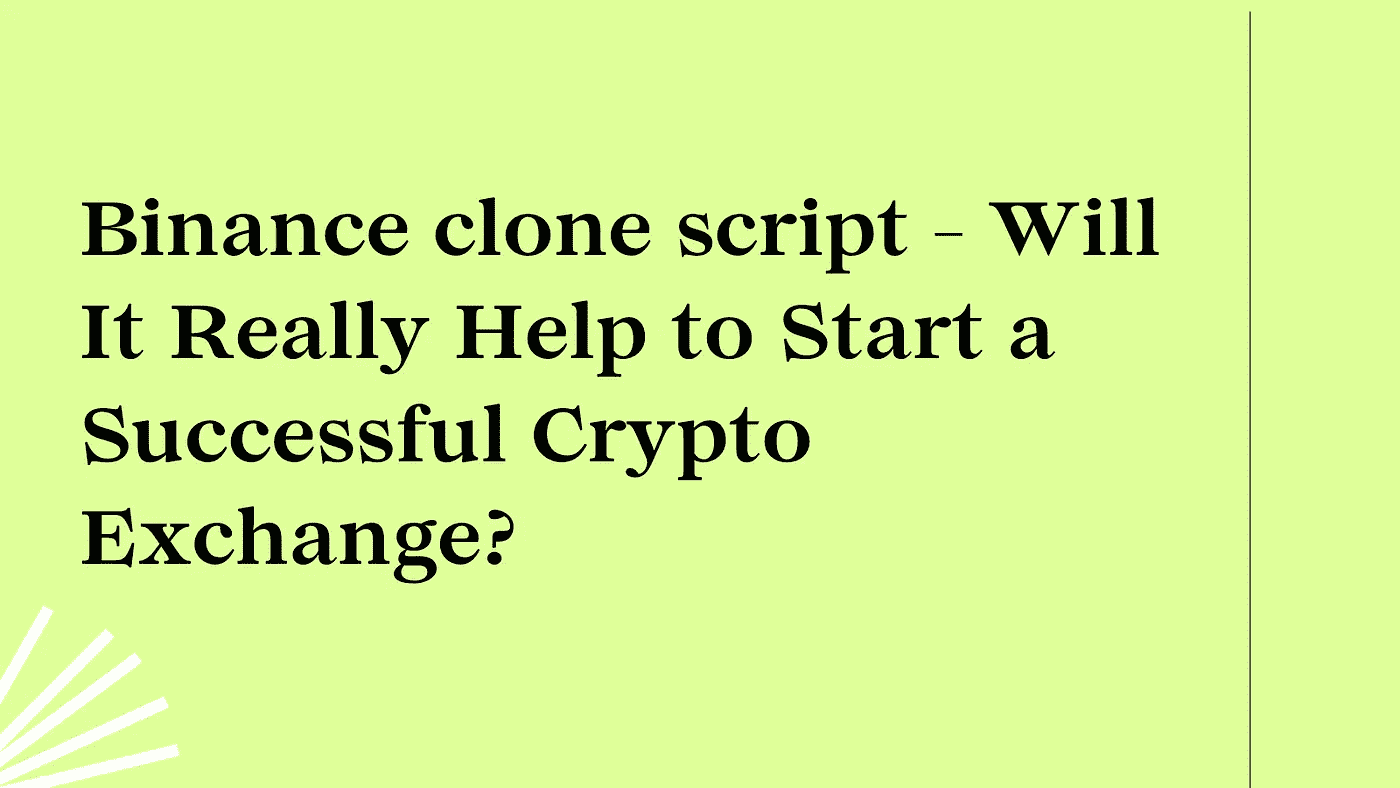 Binance clone script – Will
It Really Help to Start a
Successful Crypto
Exchange?